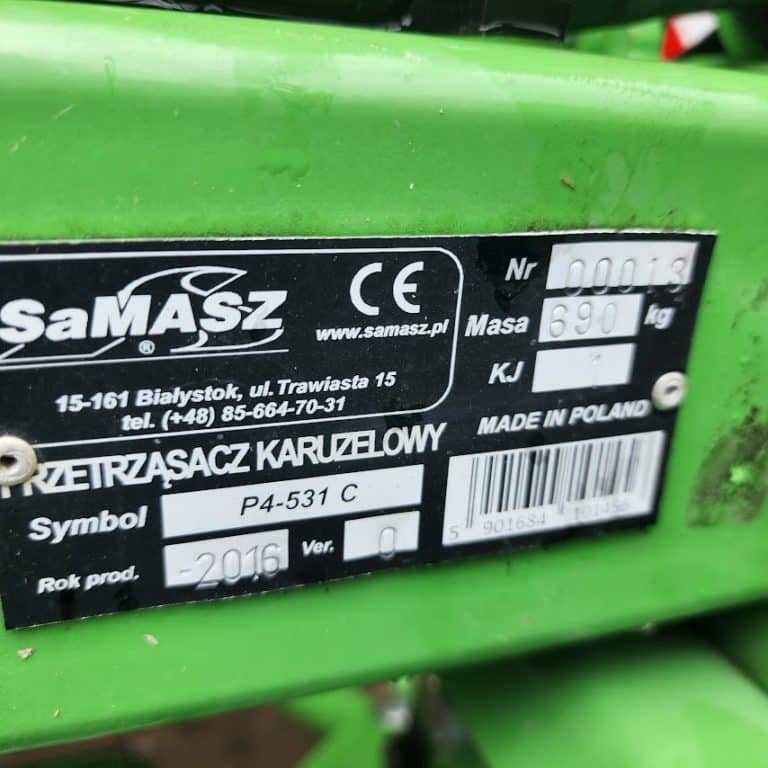 SaMASZ
®
CE
www.samasz.pl
15-161 Białystok, ul. Trawiasta 15
tel. (+48) 85-664-70-31
Nr 00013
Masa 690 kg
KJ 1
MADE IN POLAND
PRZETRZĄSACZ KARUZELOWY
Symbol P4-531 C
Rok prod. -2016 Ver. 0
5 901684 101456